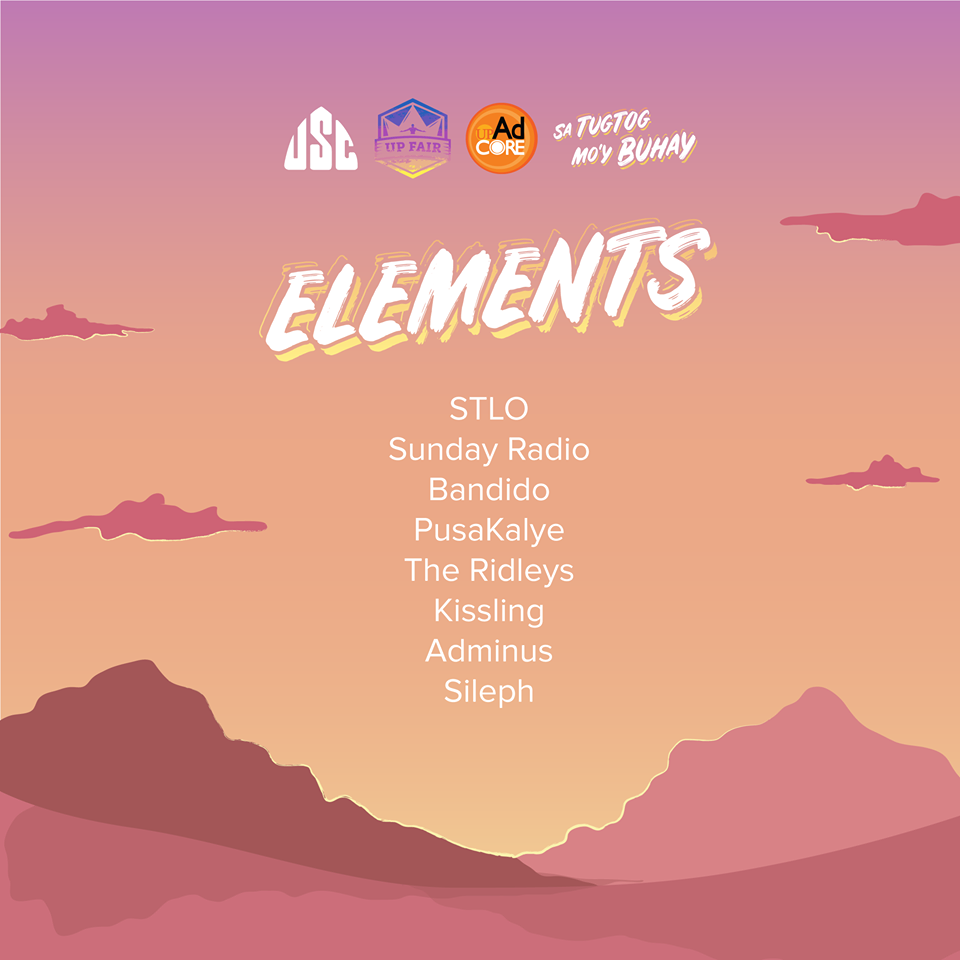 USC
UP FAIR
UP Ad
CORE
SA TUGTOG
MO'Y BUHAY
ELEMENTS
STLO
Sunday Radio
Bandido
PusaKalye
The Ridleys
Kissling
Adminus
Sileph